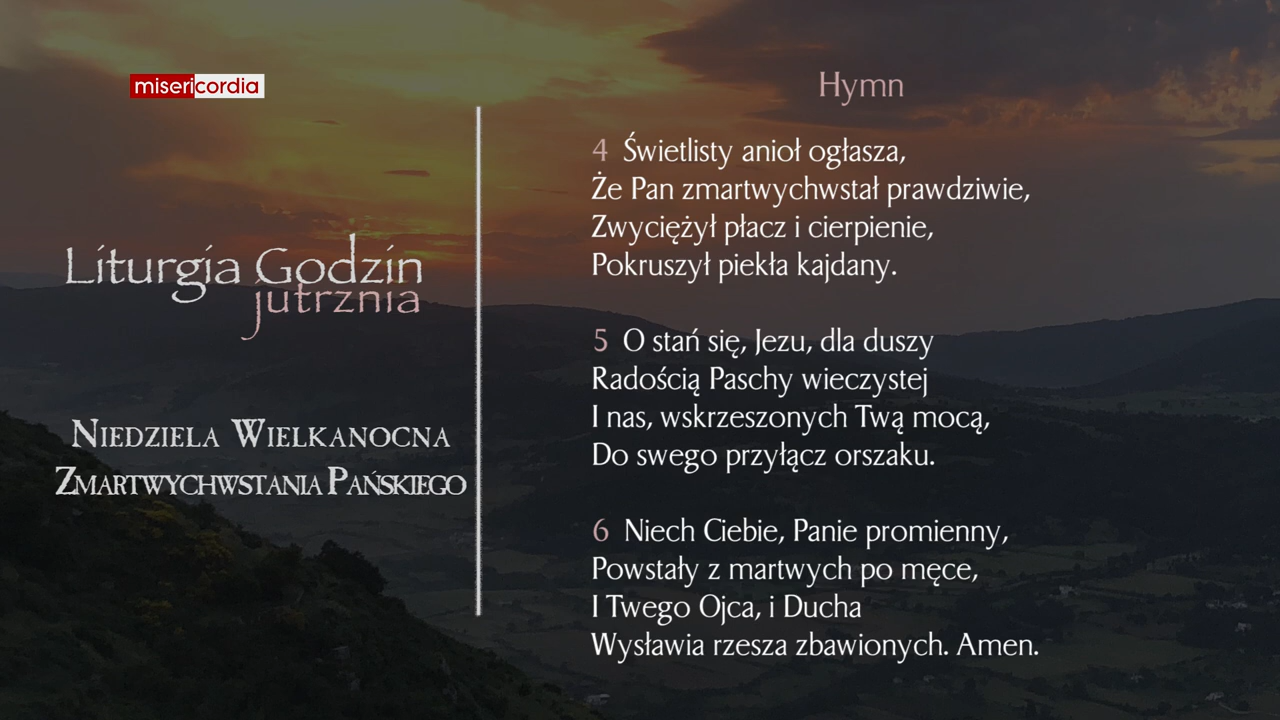 misericordia
Liturgia Godzin
jutrznia
Niedziela Wielkanocna
Zmartwychwstania Pańskiego
Hymn
4 Świetlisty anioł ogłasza,
Że Pan zmartwychwstał prawdziwie,
Zwyciężył płacz i cierpienie,
Pokruszył piekła kajdany.
5 O stań się, Jezu, dla duszy
Radością Paschy wieczystej
I nas, wskrzeszonych Twą mocą,
Do swego przyłącz orszaku.
6 Niech Ciebie, Panie promienny,
Powstały z martwych po męce,
I Twego Ojca, i Ducha
Wysławia rzesza zbawionych. Amen.